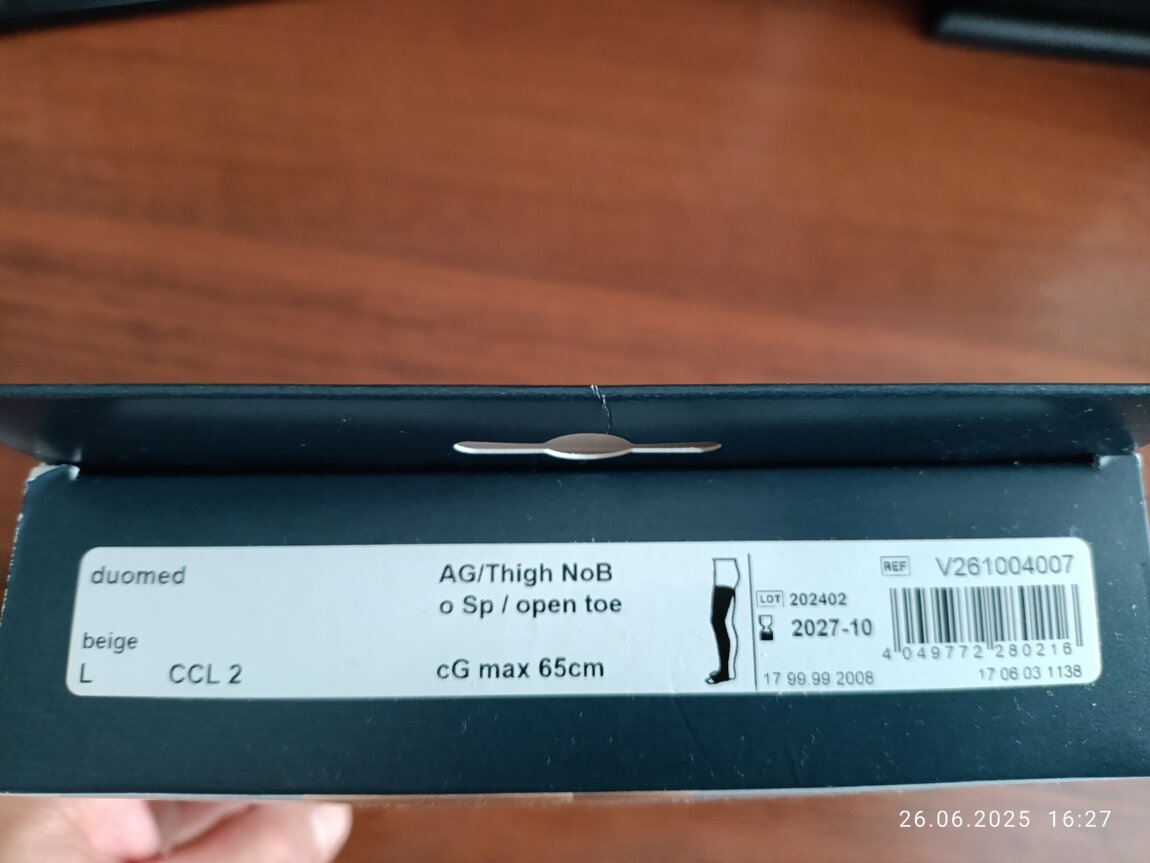 duomed
beige
L CCL 2
AG/Thigh NoB
o Sp / open toe
cG max 65cm
LOT 202402
2027-10
17 99.99 2008
REF V261004007
4 049772 280216
17 06 03 1138
26.06.2025 16:27